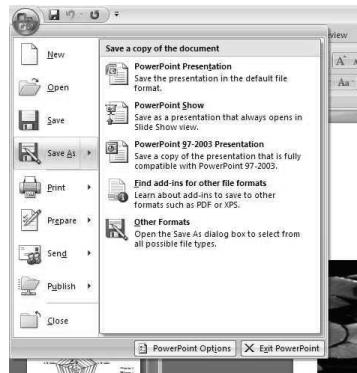 view
A
Aa
New
Open
Save
Save As
Print
Prepare
Send
Publish
Close
Save a copy of the document
PowerPoint Presentation
Save the presentation in the default file
format.
PowerPoint Show
Save as a presentation that always opens in
Slide Show view.
PowerPoint 97-2003 Presentation
Save a copy of the presentation that is fully
compatible with PowerPoint 97-2003.
Find add-ins for other file formats
Learn about add-ins to save to other
formats such as PDF or XPS.
Other Formats
Open the Save As dialog box to select from
all possible file types.
PowerPoint Options
Exit PowerPoint